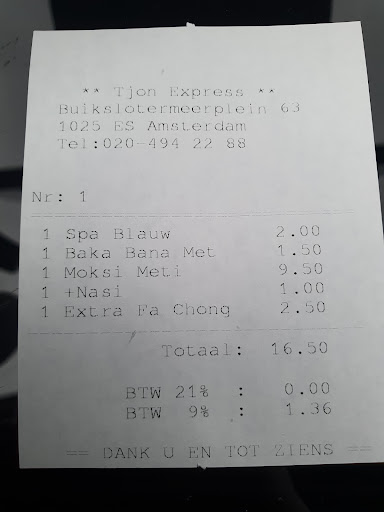 ** Tjon Express **
Buikslotermeerplein 63
1025 ES Amsterdam
Tel:020-494 22 88
Nr: 1
1 Spa Blauw 2.00
1 Baka Bana Met 1.50
1 Moksi Meti 9.50
1 +Nasi 1.00
1 Extra Fa Chong 2.50
Totaal: 16.50
BTW 21% : 0.00
BTW 9% : 1.36
== DANK U EN TOT ZIENS ==